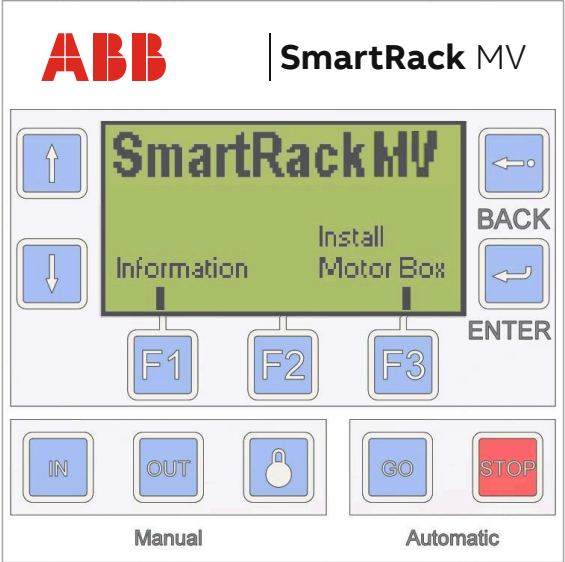 ABB
SmartRack MV
SmartRack MV
Install
Information
Motor Box
BACK
ENTER
F1
F2
F3
IN
OUT
GO
STOP
Manual
Automatic